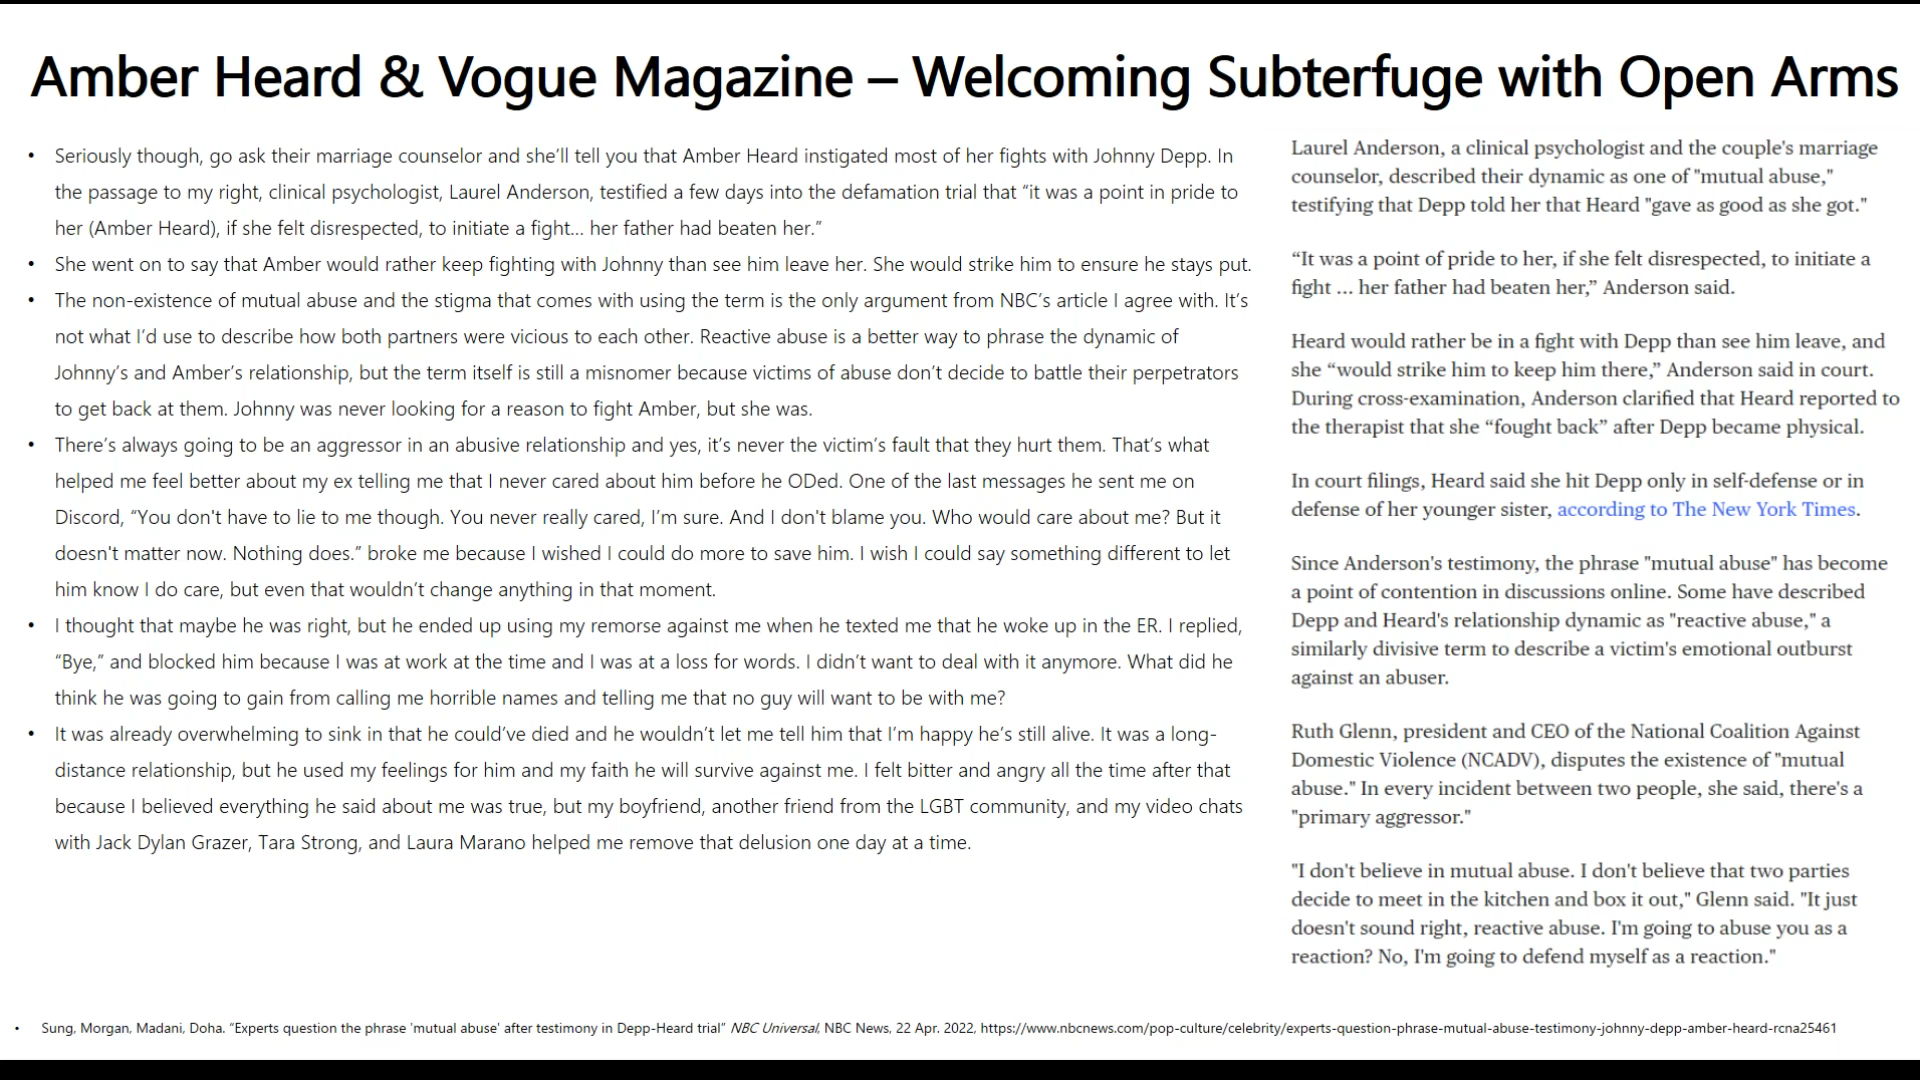 Amber Heard & Vogue Magazine – Welcoming Subterfuge with Open Arms
• Seriously though, go ask their marriage counselor and she’ll tell you that Amber Heard instigated most of her fights with Johnny Depp. In
the passage to my right, clinical psychologist, Laurel Anderson, testified a few days into the defamation trial that “it was a point in pride to
her (Amber Heard), if she felt disrespected, to initiate a fight... her father had beaten her.”
• She went on to say that Amber would rather keep fighting with Johnny than see him leave her. She would strike him to ensure he stays put.
• The non-existence of mutual abuse and the stigma that comes with using the term is the only argument from NBC’s article I agree with. It’s
not what I’d use to describe how both partners were vicious to each other. Reactive abuse is a better way to phrase the dynamic of
Johnny’s and Amber’s relationship, but the term itself is still a misnomer because victims of abuse don’t decide to battle their perpetrators
to get back at them. Johnny was never looking for a reason to fight Amber, but she was.
• There’s always going to be an aggressor in an abusive relationship and yes, it’s never the victim’s fault that they hurt them. That’s what
helped me feel better about my ex telling me that I never cared about him before he ODed. One of the last messages he sent me on
Discord, “You don't have to lie to me though. You never really cared, I’m sure. And I don't blame you. Who would care about me? But it
doesn't matter now. Nothing does.” broke me because I wished I could do more to save him. I wish I could say something different to let
him know I do care, but even that wouldn’t change anything in that moment.
• I thought that maybe he was right, but he ended up using my remorse against me when he texted me that he woke up in the ER. I replied,
“Bye,” and blocked him because I was at work at the time and I was at a loss for words. I didn’t want to deal with it anymore. What did he
think he was going to gain from calling me horrible names and telling me that no guy will want to be with me?
• It was already overwhelming to sink in that he could’ve died and he wouldn’t let me tell him that I’m happy he’s still alive. It was a long-
distance relationship, but he used my feelings for him and my faith he will survive against me. I felt bitter and angry all the time after that
because I believed everything he said about me was true, but my boyfriend, another friend from the LGBT community, and my video chats
with Jack Dylan Grazer, Tara Strong, and Laura Marano helped me remove that delusion one day at a time.
Laurel Anderson, a clinical psychologist and the couple's marriage
counselor, described their dynamic as one of "mutual abuse,"
testifying that Depp told her that Heard "gave as good as she got."
“It was a point of pride to her, if she felt disrespected, to initiate a
fight ... her father had beaten her,” Anderson said.
Heard would rather be in a fight with Depp than see him leave, and
she “would strike him to keep him there,” Anderson said in court.
During cross-examination, Anderson clarified that Heard reported to
the therapist that she “fought back” after Depp became physical.
In court filings, Heard said she hit Depp only in self-defense or in
defense of her younger sister, according to The New York Times.
Since Anderson's testimony, the phrase "mutual abuse" has become
a point of contention in discussions online. Some have described
Depp and Heard's relationship dynamic as "reactive abuse," a
similarly divisive term to describe a victim's emotional outburst
against an abuser.
Ruth Glenn, president and CEO of the National Coalition Against
Domestic Violence (NCADV), disputes the existence of "mutual
abuse." In every incident between two people, she said, there's a
"primary aggressor."
"I don't believe in mutual abuse. I don't believe that two parties
decide to meet in the kitchen and box it out," Glenn said. "It just
doesn't sound right, reactive abuse. I'm going to abuse you as a
reaction? No, I'm going to defend myself as a reaction."
• Sung, Morgan, Madani, Doha. “Experts question the phrase 'mutual abuse' after testimony in Depp-Heard trial” NBC Universal, NBC News, 22 Apr. 2022, https://www.nbcnews.com/pop-culture/celebrity/experts-question-phrase-mutual-abuse-testimony-johnny-depp-amber-heard-rcna25461